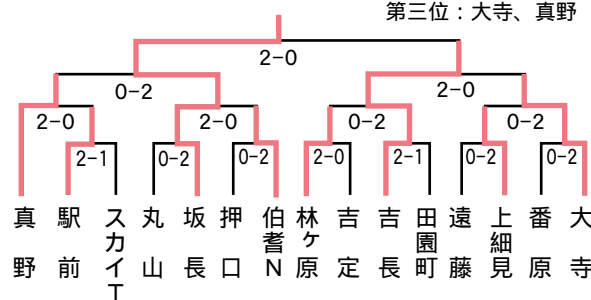 第三位：大寺、真野
2-0
0-2
2-0
2-0
2-0
0-2
0-2
2-1
0-2
0-2
2-0
2-1
0-2
0-2
真野
駅前
スカイT
丸山
坂長
押口
伯耆N
林ヶ原
吉定
吉長
田園町
遠藤
上細見
番原
大寺